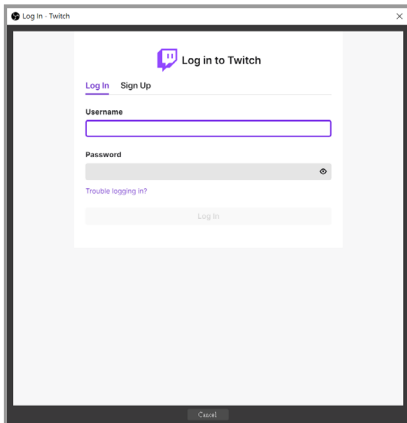 Log In - Twitch
Log in to Twitch
Log In Sign Up
Username
Password
Trouble logging in?
Log In
Cancel